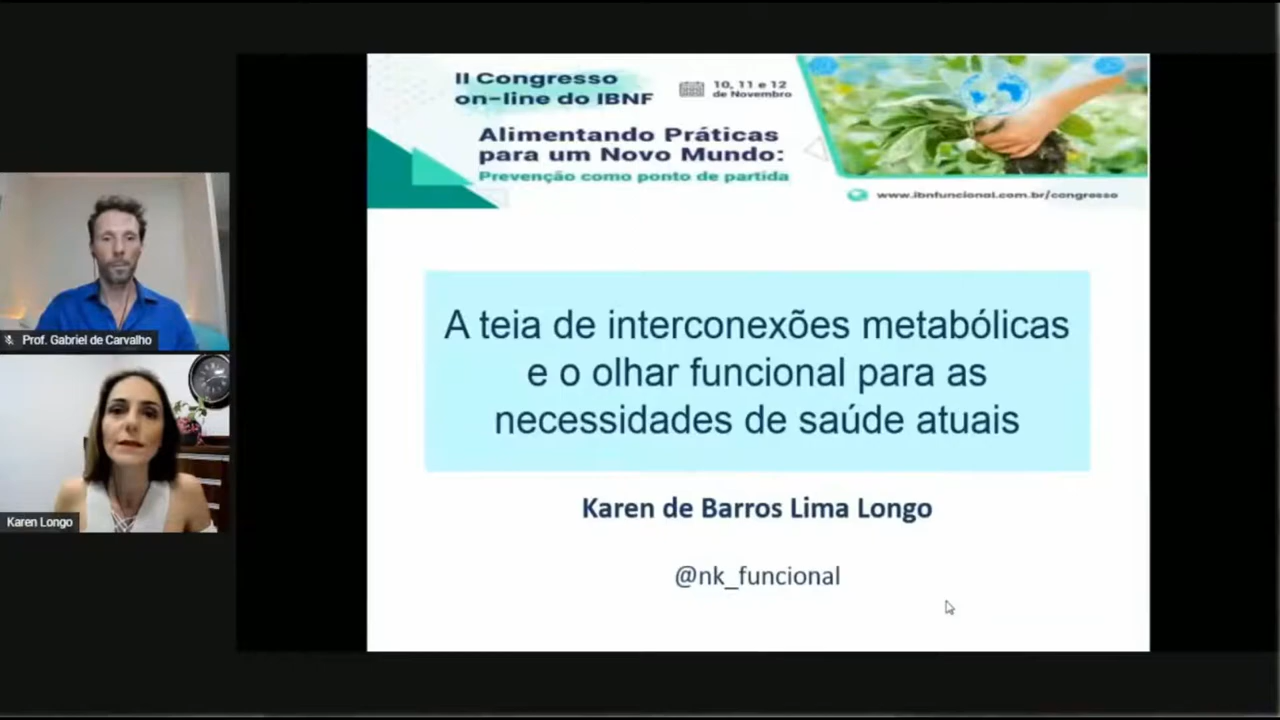 II Congresso
on-line do IBNF
10, 11 e 12
de Novembro
Alimentando Práticas
para um Novo Mundo:
Prevenção como ponto de partida
www.ibnfuncional.com.br/congresso
Prof. Gabriel de Carvalho
Karen Longo
A teia de interconexões metabólicas
e o olhar funcional para as
necessidades de saúde atuais
Karen de Barros Lima Longo
@nk_funcional